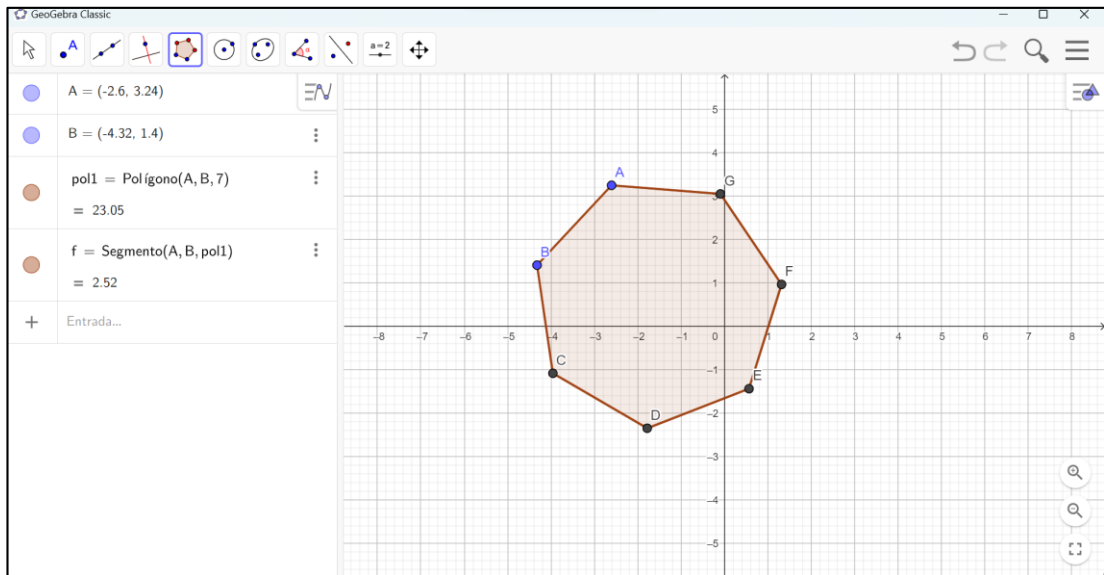 GeoGebra Classic
A
α
a=2
A = (-2.6, 3.24)
B = (-4.32, 1.4)
pol1 = Polígono(A, B, 7)
= 23.05
f = Segmento(A, B, pol1)
= 2.52
+ Entrada...
5
4
A
G
3
2
B
F
1
–8 –7 –6 –5 –4 –3 –2 –1 0 1 2 3 4 5 6 7 8
C
–1
E
D
–2
–3
–4
–5